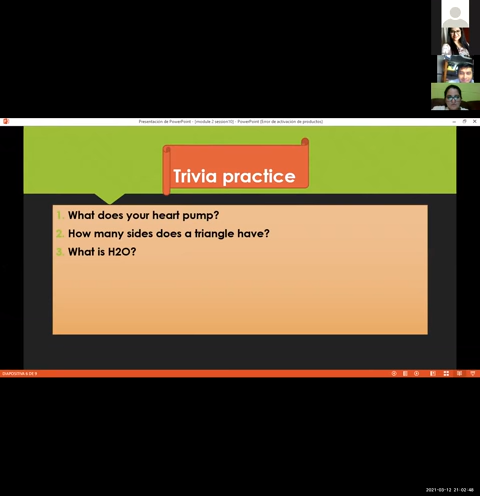 Presentación de PowerPoint - [module 2 session10] - PowerPoint (Error de activación de productos)
Trivia practice
1. What does your heart pump?
2. How many sides does a triangle have?
3. What is H2O?
DIAPOSITIVA 6 DE 8
2021-03-12 21:02:48